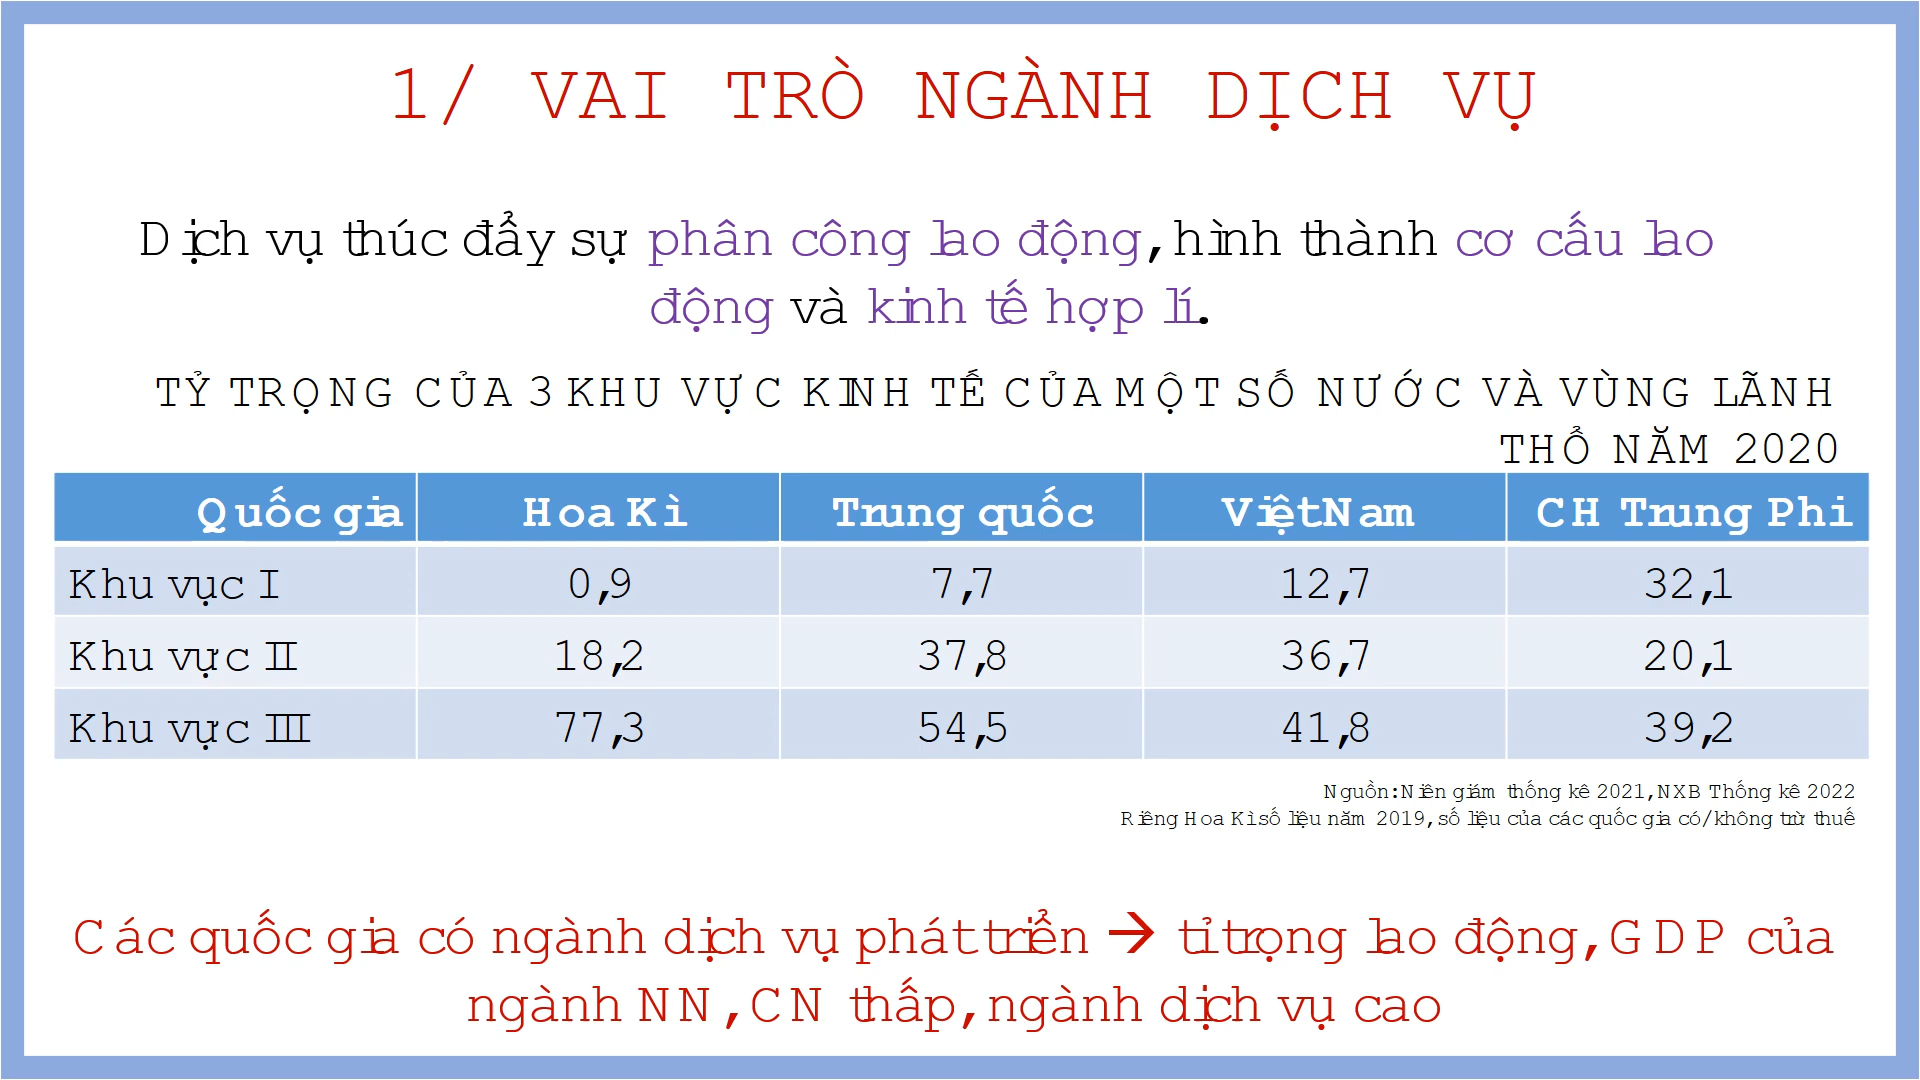 1/ VAI TRÒ NGÀNH DỊCH VỤ
Dịch vụ thúc đẩy sự phân công lao động, hình thành cơ cấu lao
động và kinh tế hợp lí.
TỶ TRỌNG CỦA 3 KHU VỰC KINH TẾ CỦA MỘT SỐ NƯỚC VÀ VÙNG LÃNH
THỔ NĂM 2020
Quốc gia Hoa Kì Trung quốc Việt Nam CH Trung Phi
Khu vực I 0,9 7,7 12,7 32,1
Khu vực II 18,2 37,8 36,7 20,1
Khu vực III 77,3 54,5 41,8 39,2
Nguồn: Niên giám thống kê 2021, NXB Thống kê 2022
Riêng Hoa Kì số liệu năm 2019, số liệu của các quốc gia có/không trừ thuế
Các quốc gia có ngành dịch vụ phát triển → tỉ trọng lao động, GDP của
ngành NN, CN thấp, ngành dịch vụ cao